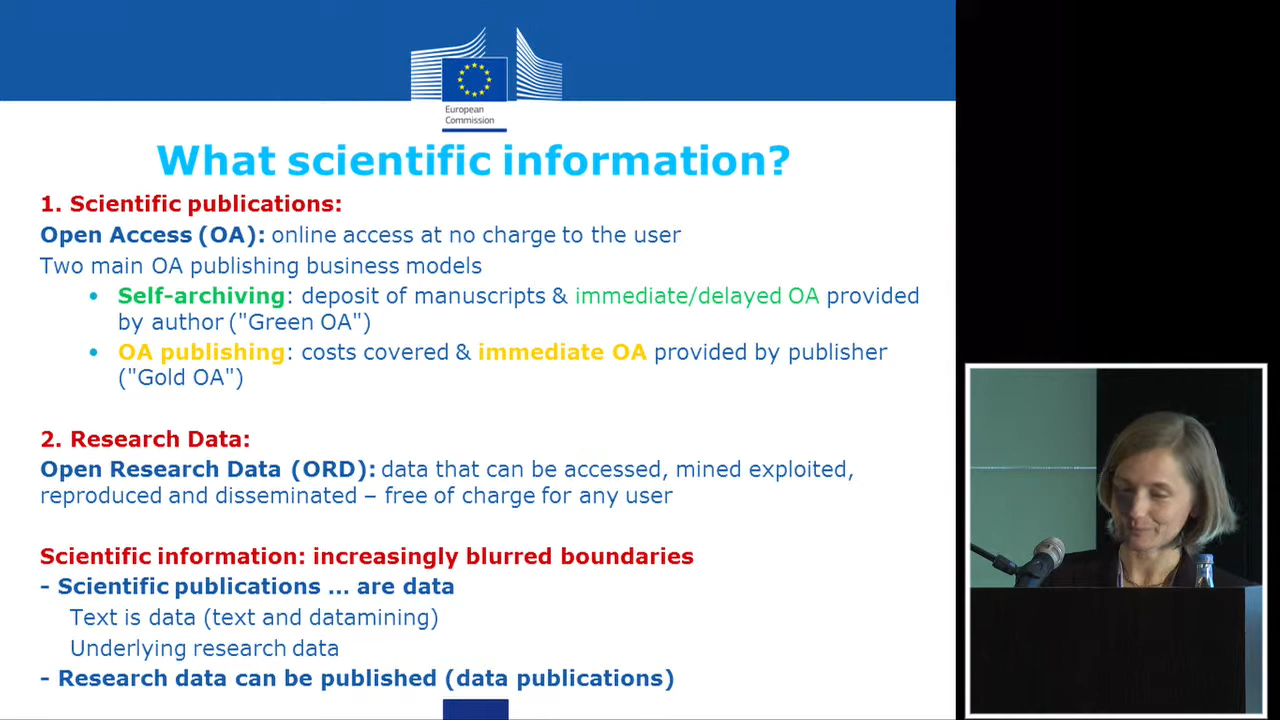 European
Commission
What scientific information?
1. Scientific publications:
Open Access (OA): online access at no charge to the user
Two main OA publishing business models
• Self-archiving: deposit of manuscripts & immediate/delayed OA provided
by author ("Green OA")
• OA publishing: costs covered & immediate OA provided by publisher
("Gold OA")
2. Research Data:
Open Research Data (ORD): data that can be accessed, mined exploited,
reproduced and disseminated – free of charge for any user
Scientific information: increasingly blurred boundaries
- Scientific publications ... are data
Text is data (text and datamining)
Underlying research data
- Research data can be published (data publications)